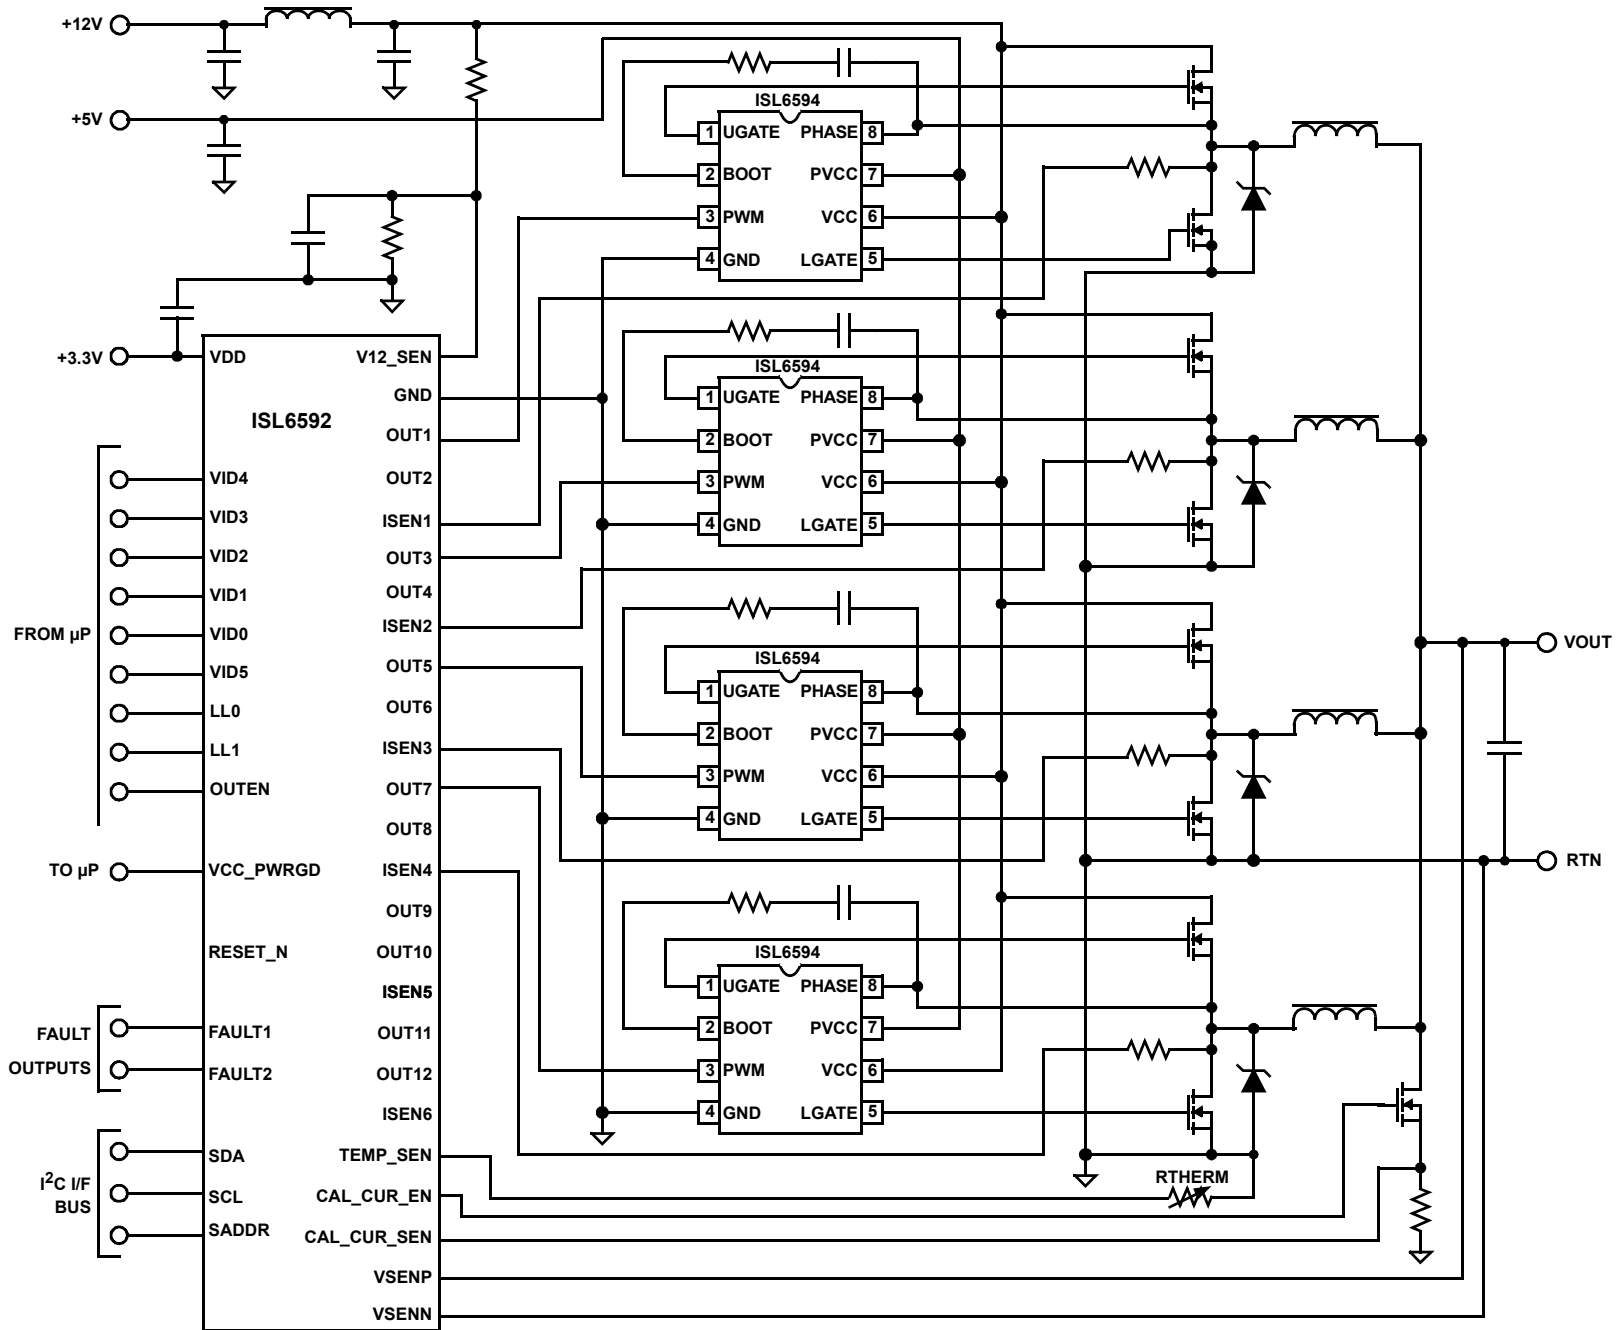 +12V
+5V
+3.3V
ISL6592
VDD
V12_SEN
GND
OUT1
OUT2
ISEN1
OUT3
OUT4
ISEN2
OUT5
OUT6
ISEN3
OUT7
OUT8
ISEN4
OUT9
OUT10
ISEN5
OUT11
OUT12
ISEN6
TEMP_SEN
CAL_CUR_EN
CAL_CUR_SEN
VSENP
VSENN
FROM µP
VID4
VID3
VID2
VID1
VID0
VID5
LL0
LL1
OUTEN
TO µP
VCC_PWRGD
RESET_N
FAULT
OUTPUTS
FAULT1
FAULT2
I2C I/F
BUS
SDA
SCL
SADDR
ISL6594
1 UGATE PHASE 8
2 BOOT PVCC 7
3 PWM VCC 6
4 GND LGATE 5
ISL6594
1 UGATE PHASE 8
2 BOOT PVCC 7
3 PWM VCC 6
4 GND LGATE 5
ISL6594
1 UGATE PHASE 8
2 BOOT PVCC 7
3 PWM VCC 6
4 GND LGATE 5
ISL6594
1 UGATE PHASE 8
2 BOOT PVCC 7
3 PWM VCC 6
4 GND LGATE 5
RTHERM
VOUT
RTN